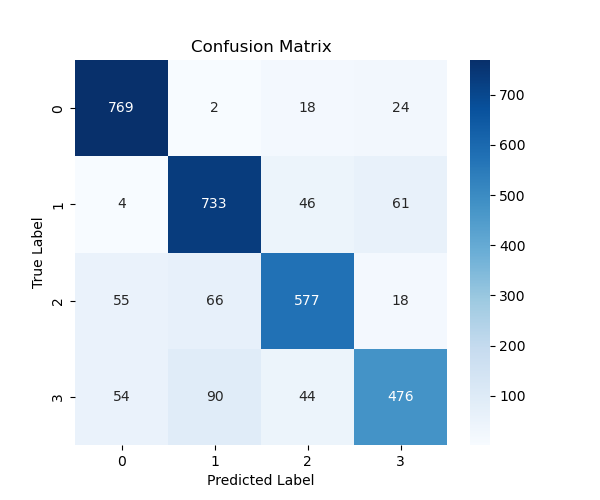 Confusion Matrix
0 769 2 18 24
1 4 733 46 61
2 55 66 577 18
3 54 90 44 476
0 1 2 3
True Label
Predicted Label
700
600
500
400
300
200
100